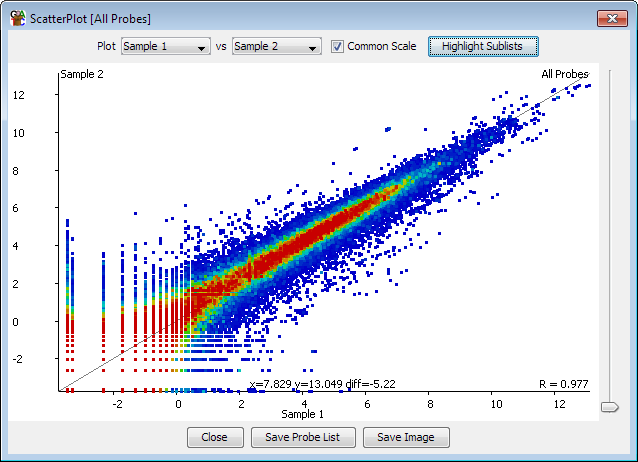 ScatterPlot [All Probes]
Plot Sample 1 vs Sample 2 Common Scale Highlight Sublists
Sample 2 All Probes
12
10
8
6
4
2
0
-2
x=7.829 y=13.049 diff=-5.22 R = 0.977
-2 0 2 4 6 8 10 12
Sample 1
Close Save Probe List Save Image